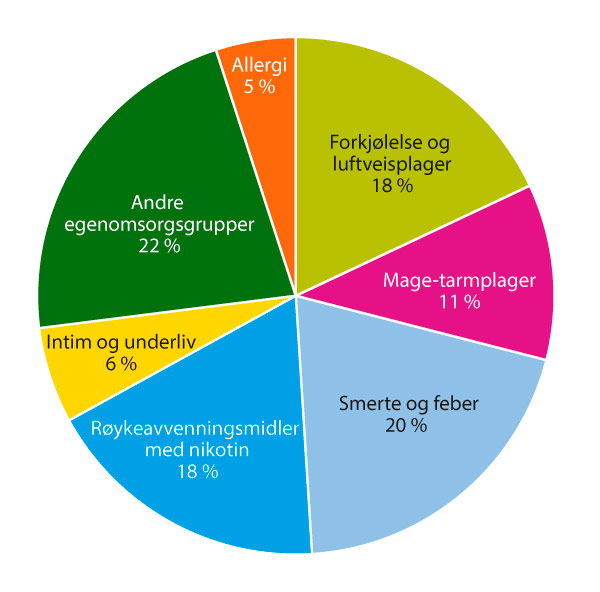 Allergi
5 %
Forkjølelse og
luftveisplager
18 %
Mage-tarmplager
11 %
Smerte og feber
20 %
Røykeavvenningsmidler
med nikotin
18 %
Intim og underliv
6 %
Andre
egenomsorgsgrupper
22 %